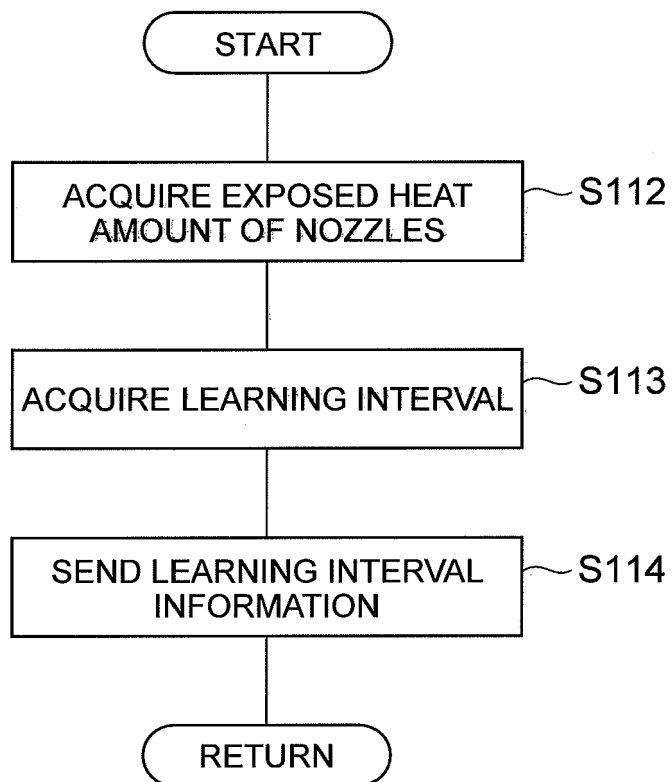 START
ACQUIRE EXPOSED HEAT
AMOUNT OF NOZZLES
S112
ACQUIRE LEARNING INTERVAL
S113
SEND LEARNING INTERVAL
INFORMATION
S114
RETURN